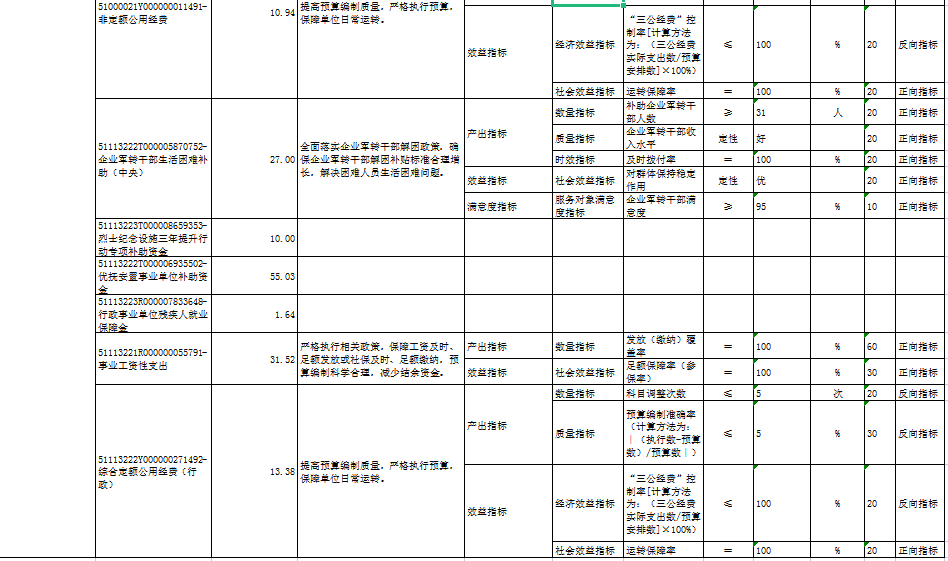 51000021Y000000011491-
非定额公用经费
10.94
提高预算编制质量，严格执行预算，
保障单位日常运转。
效益指标
经济效益指标
“三公经费”控
制率[计算方法
为：（三公经费
实际支出数/预算
安排数]×100%）
≤
100
%
20
反向指标
社会效益指标
运转保障率
＝
100
%
20
正向指标
51113222T000005870752-
企业军转干部生活困难补
助（中央）
27.00
全面落实企业军转干部解困政策，确
保企业军转干部解困补贴标准合理增
长，解决困难人员生活困难问题。
产出指标
数量指标
补助企业军转干
部人数
≥
31
人
20
正向指标
质量指标
企业军转干部收
入水平
定性
好
20
正向指标
时效指标
及时拨付率
＝
100
%
20
正向指标
效益指标
社会效益指标
对群体保持稳定
作用
定性
优
20
正向指标
满意度指标
服务对象满意
度指标
企业军转干部满
意度
≥
95
%
10
正向指标
51113223T000008659353-
烈士纪念设施三年提升行
动专项补助资金
10.00
51113222T000006935502-
优抚安置事业单位补助资
金
55.03
51113223R000007833648-
行政事业单位残疾人就业
保障金
1.64
51113221R000000055791-
事业工资性支出
31.52
严格执行相关政策，保障工资及时、
足额发放或社保及时、足额缴纳，预
算编制科学合理，减少结余资金。
产出指标
数量指标
发放（缴纳）覆
盖率
＝
100
%
60
正向指标
效益指标
社会效益指标
足额保障率（参
保率）
＝
100
%
30
正向指标
51113222Y000000271492-
综合定额公用经费（行
政）
13.38
提高预算编制质量，严格执行预算，
保障单位日常运转。
产出指标
数量指标
科目调整次数
≤
5
次
20
反向指标
质量指标
预算编制准确率
（计算方法为：
∣（执行数-预算
数）/预算数∣）
≤
5
%
30
反向指标
效益指标
经济效益指标
“三公经费”控
制率[计算方法
为：（三公经费
实际支出数/预算
安排数]×100%）
≤
100
%
20
反向指标
社会效益指标
运转保障率
＝
100
%
20
正向指标